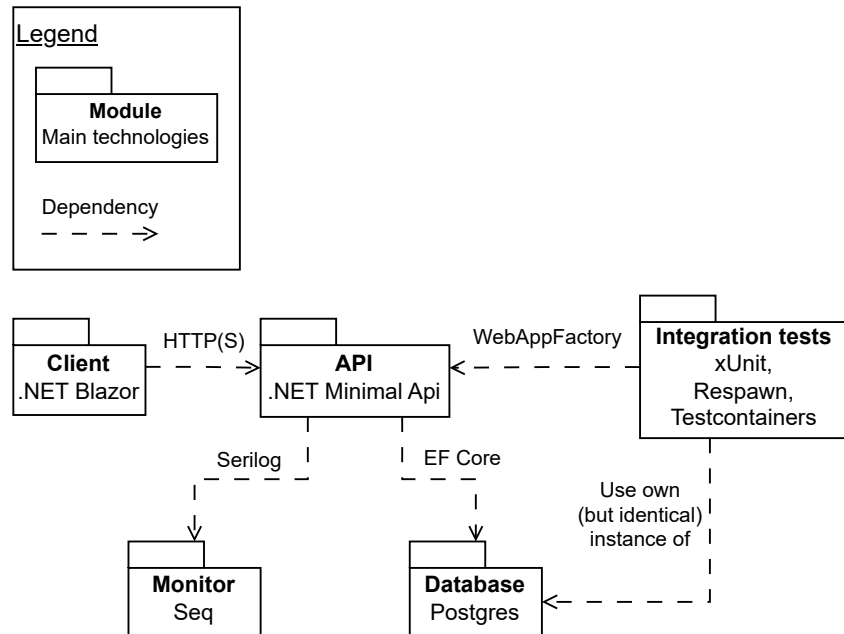 Legend
Module
Main technologies
Dependency
Client
.NET Blazor
HTTP(S)
API
.NET Minimal Api
WebAppFactory
Integration tests
xUnit,
Respawn,
Testcontainers
Serilog
EF Core
Use own
(but identical)
instance of
Monitor
Seq
Database
Postgres